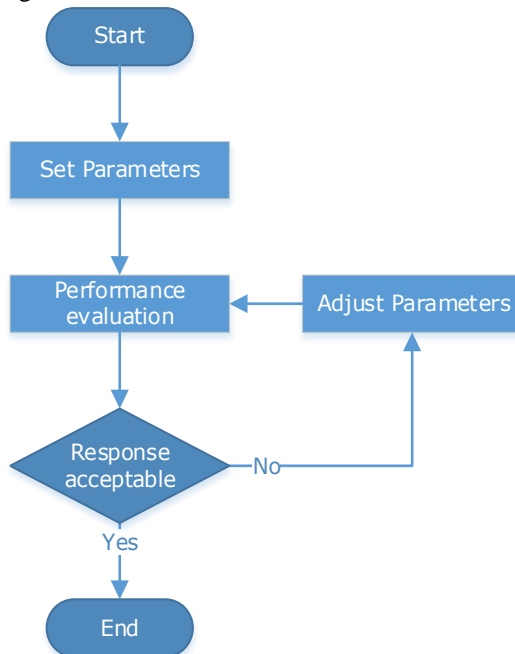 Start
Set Parameters
Performance
evaluation
Adjust Parameters
Response
acceptable
No
Yes
End